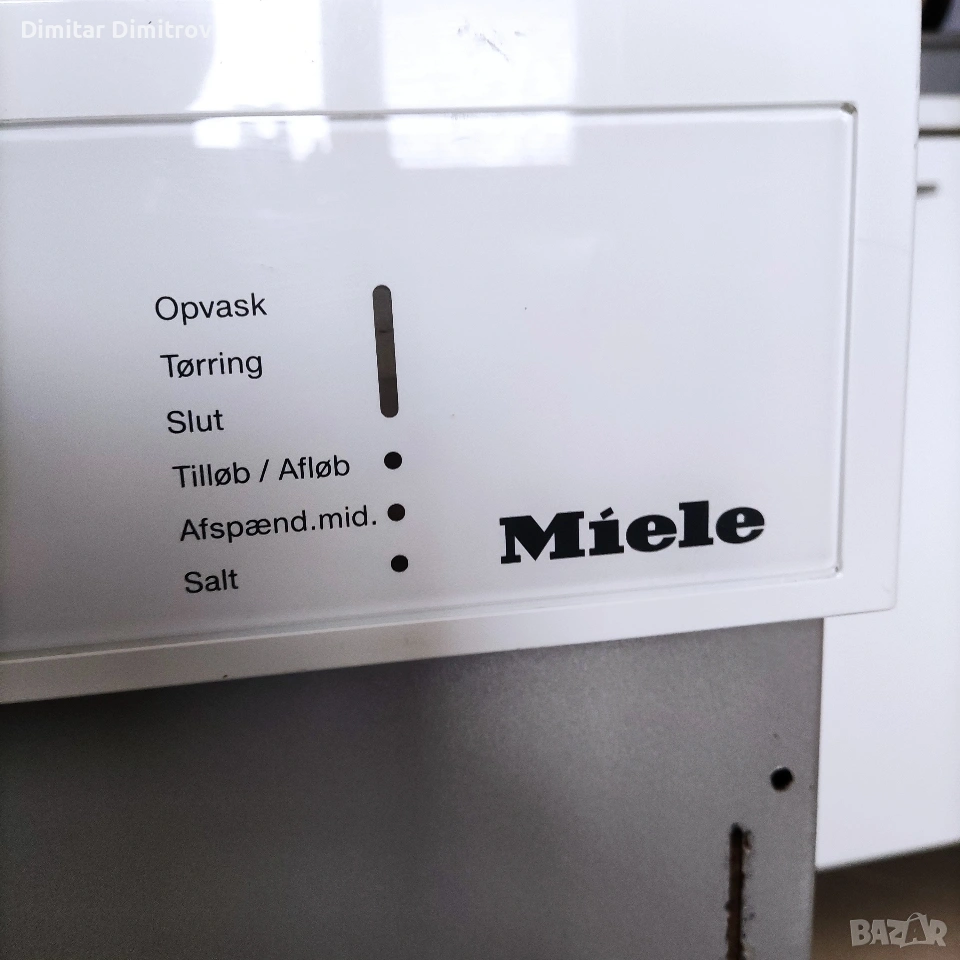 Dimitar Dimitrov
Opvask
Tørring
Slut
Tilløb / Afløb
Afspænd.mid.
Salt
Miele
BAZAR